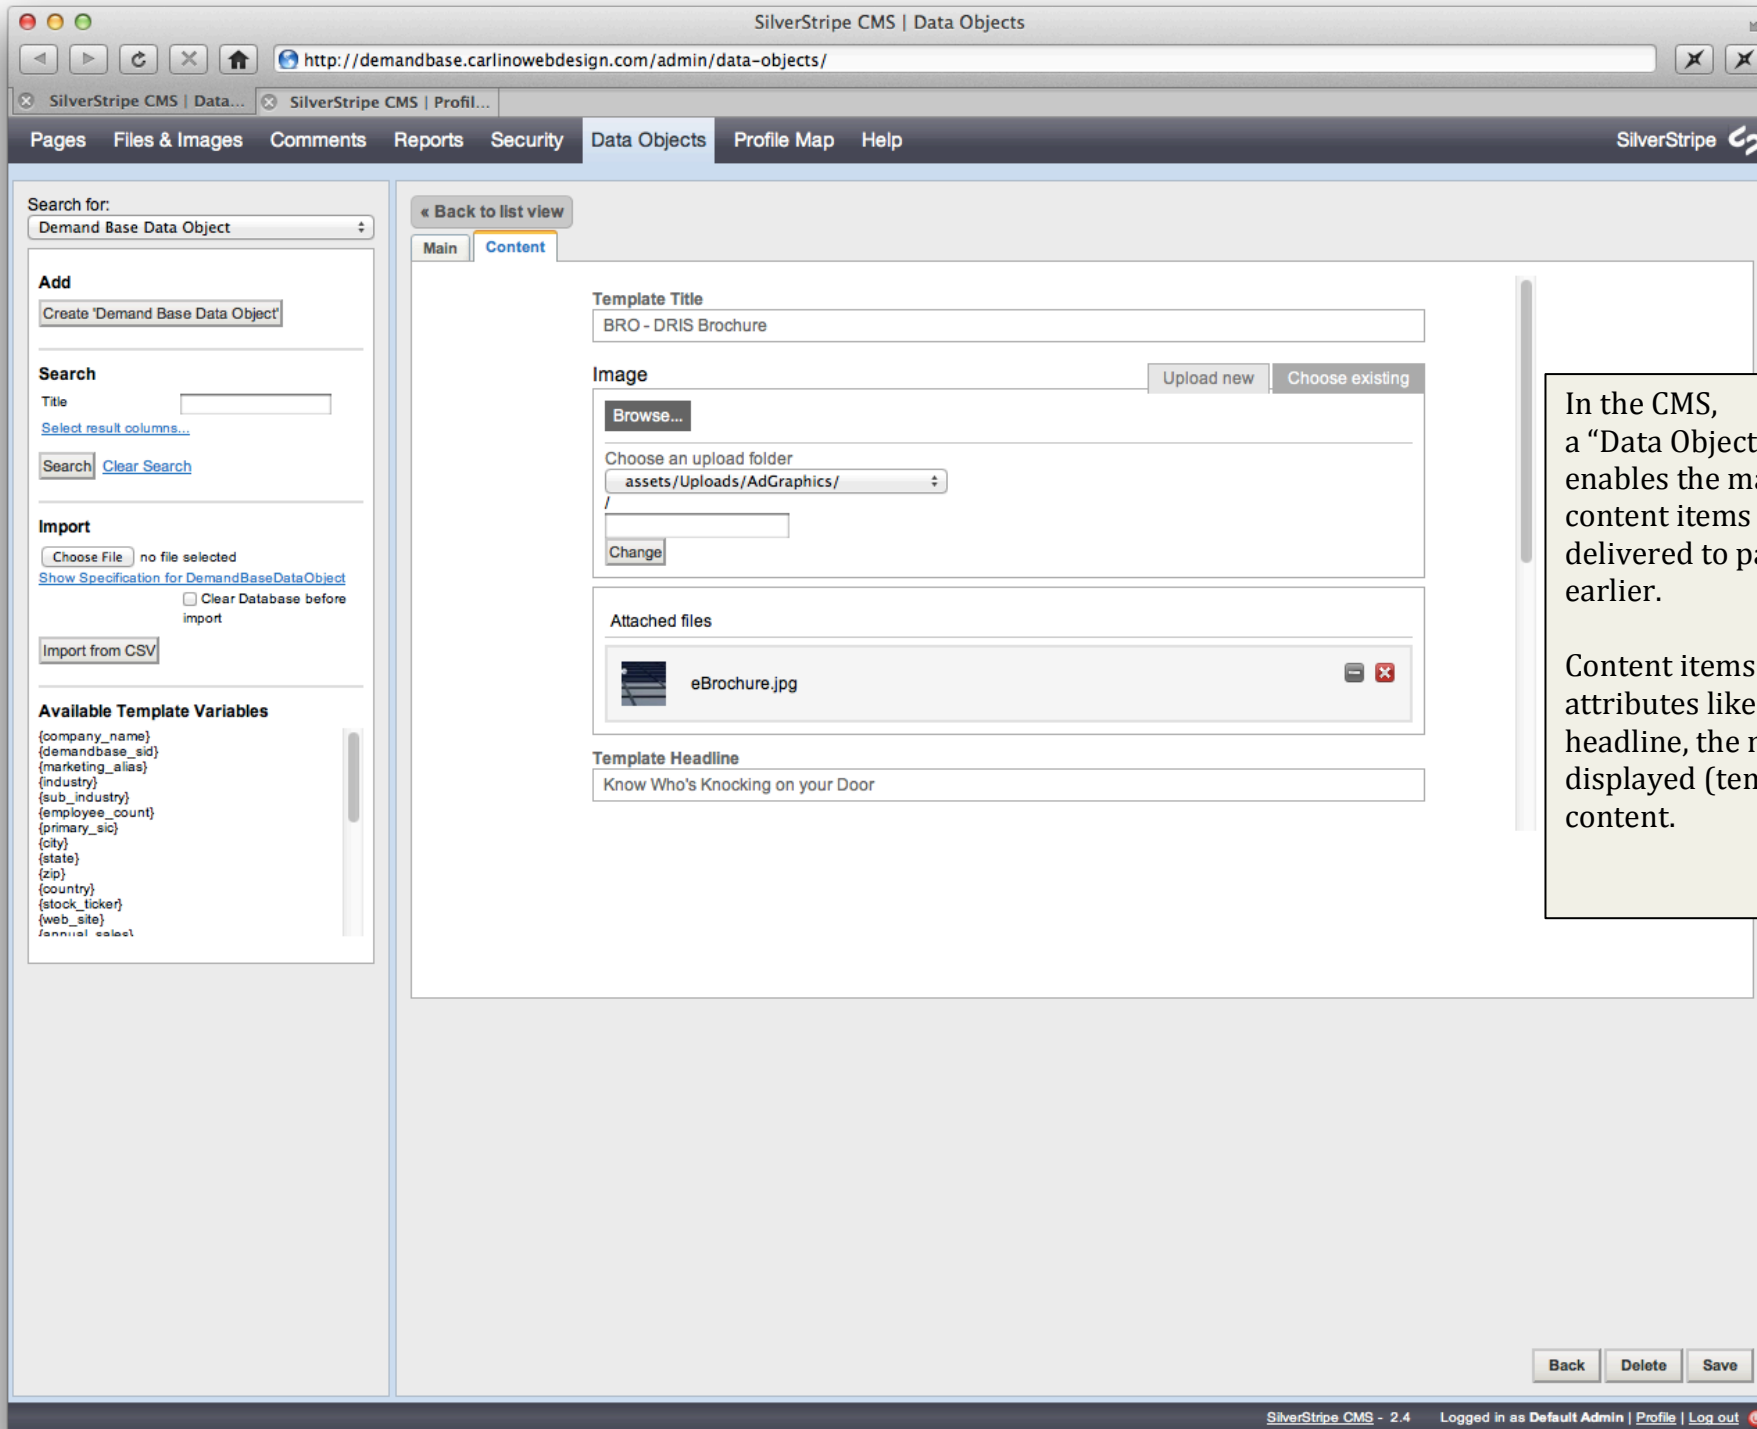 SilverStripe CMS | Data Objects
http://demandbase.carlinowebdesign.com/admin/data-objects/
SilverStripe CMS | Data...
SilverStripe CMS | Profil...
Pages Files & Images Comments Reports Security Data Objects Profile Map Help
SilverStripe
Search for:
Demand Base Data Object
Add
Create 'Demand Base Data Object'
Search
Title
Select result columns...
Search Clear Search
Import
Choose File no file selected
Show Specification for DemandBaseDataObject
Clear Database before
import
Import from CSV
Available Template Variables
{company_name}
{demandbase_sid}
{marketing_alias}
{industry}
{sub_industry}
{employee_count}
{primary_sic}
{city}
{state}
{zip}
{country}
{stock_ticker}
{web_site}
{annual_sales}
« Back to list view
Main Content
Template Title
BRO - DRIS Brochure
Image
Upload new Choose existing
Browse...
Choose an upload folder
assets/Uploads/AdGraphics/
/
Change
Attached files
eBrochure.jpg
Template Headline
Know Who's Knocking on your Door
In the CMS,
a “Data Object
enables the
content items
delivered to
earlier.
Content items
attributes like
headline, the
displayed
content.
Back Delete Save
SilverStripe CMS - 2.4 Logged in as Default Admin | Profile | Log out